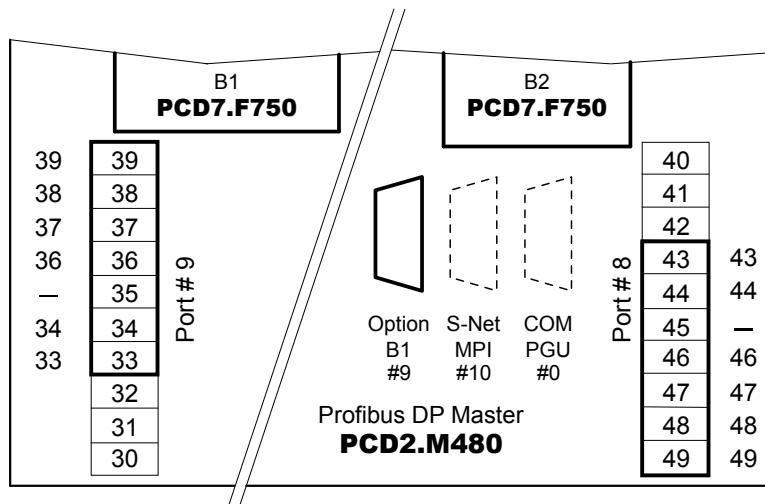 B1
PCD7.F750
B2
PCD7.F750
39 39
38 38
37 37
36 36
— 35
34 34
33 33
32
31
30
Port # 9
Option
B1
#9
S-Net
MPI
#10
COM
PGU
#0
Profibus DP Master
PCD2.M480
Port # 8
40
41
42
43 43
44 44
45 —
46 46
47 47
48 48
49 49